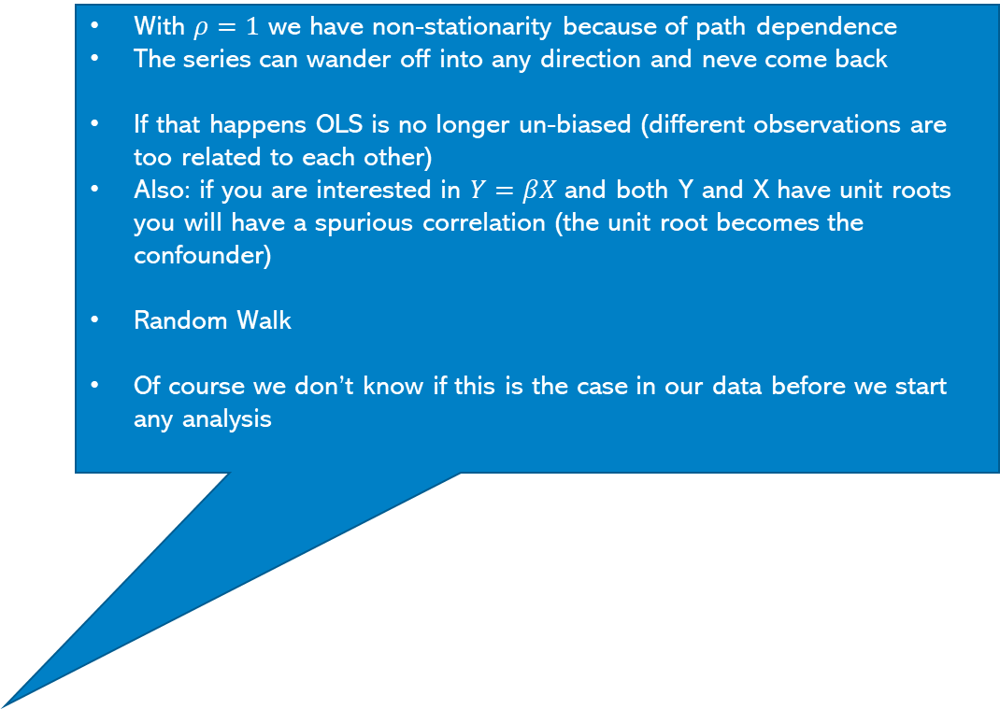 • With ρ = 1 we have non-stationarity because of path dependence
• The series can wander off into any direction and neve come back
• If that happens OLS is no longer un-biased (different observations are
too related to each other)
• Also: if you are interested in Y = βX and both Y and X have unit roots
you will have a spurious correlation (the unit root becomes the
confounder)
• Random Walk
• Of course we don't know if this is the case in our data before we start
any analysis